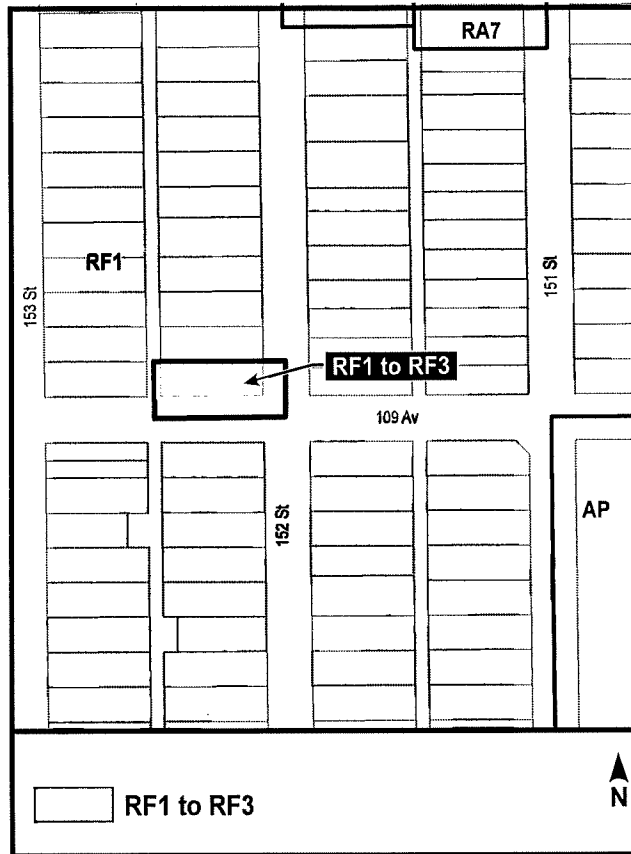 RA7
RF1
153 St
151 St
RF1 to RF3
109 Av
152 St
AP
RF1 to RF3
N